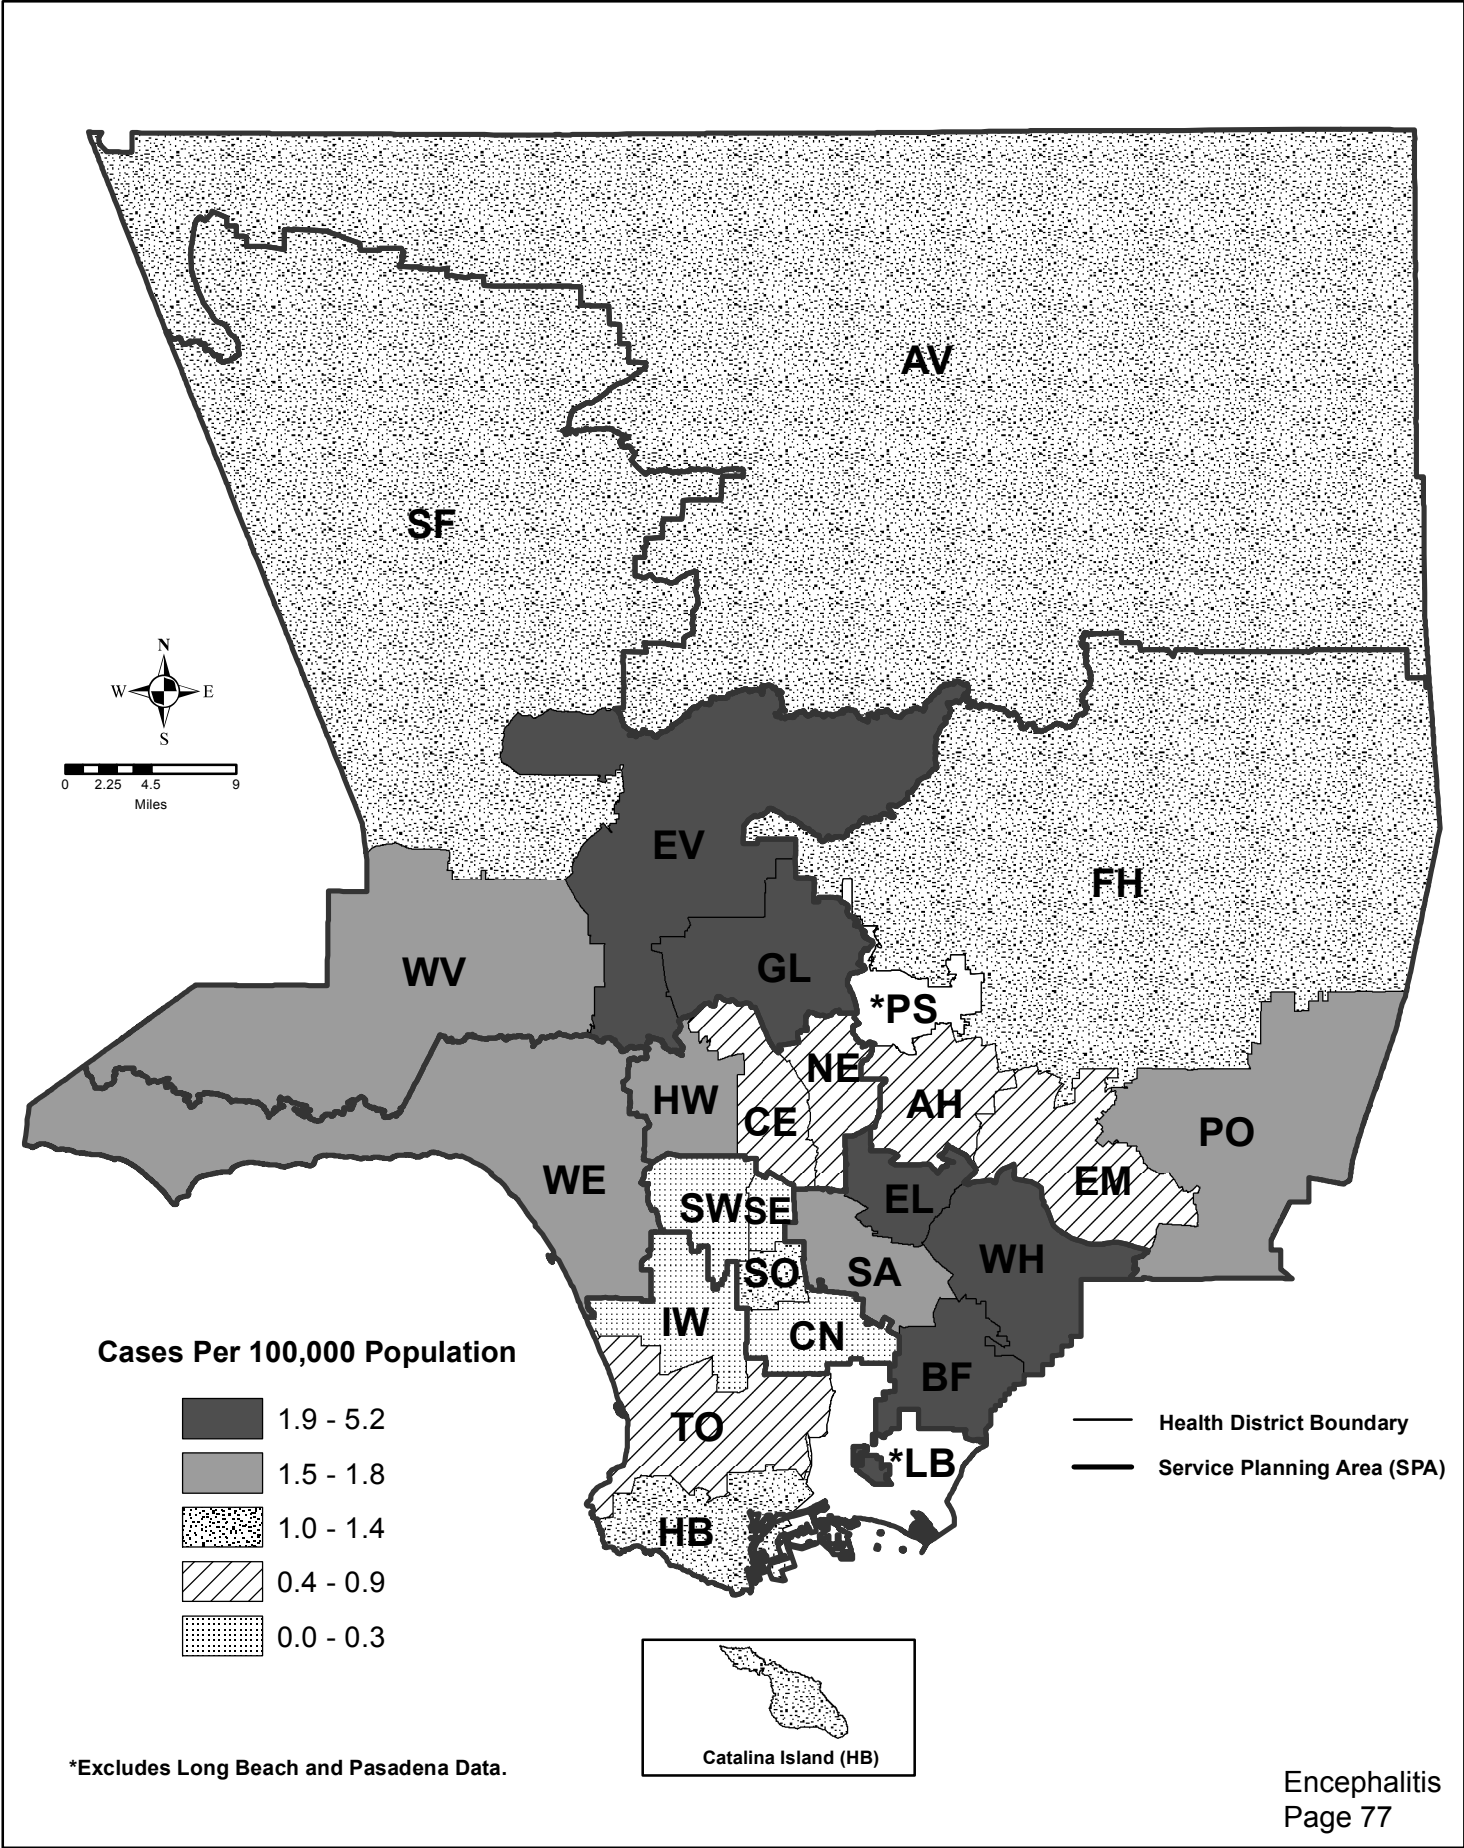 AV
SF
N
W E
S
0 2.25 4.5 9
Miles
EV
FH
WV
GL
*PS
NE
HW
CE
AH
PO
WE
EM
SW
SE
EL
WH
SO
SA
IW
CN
BF
TO
*LB
HB
Cases Per 100,000 Population
1.9 - 5.2
1.5 - 1.8
1.0 - 1.4
0.4 - 0.9
0.0 - 0.3
Health District Boundary
Service Planning Area (SPA)
Catalina Island (HB)
*Excludes Long Beach and Pasadena Data.
Encephalitis
Page 77